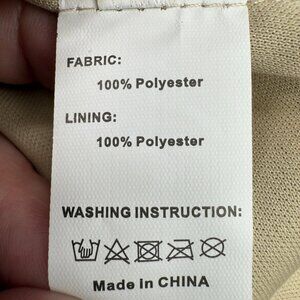 FABRIC:
100% Polyester
LINING:
100% Polyester
WASHING INSTRUCTION:
Made in CHINA